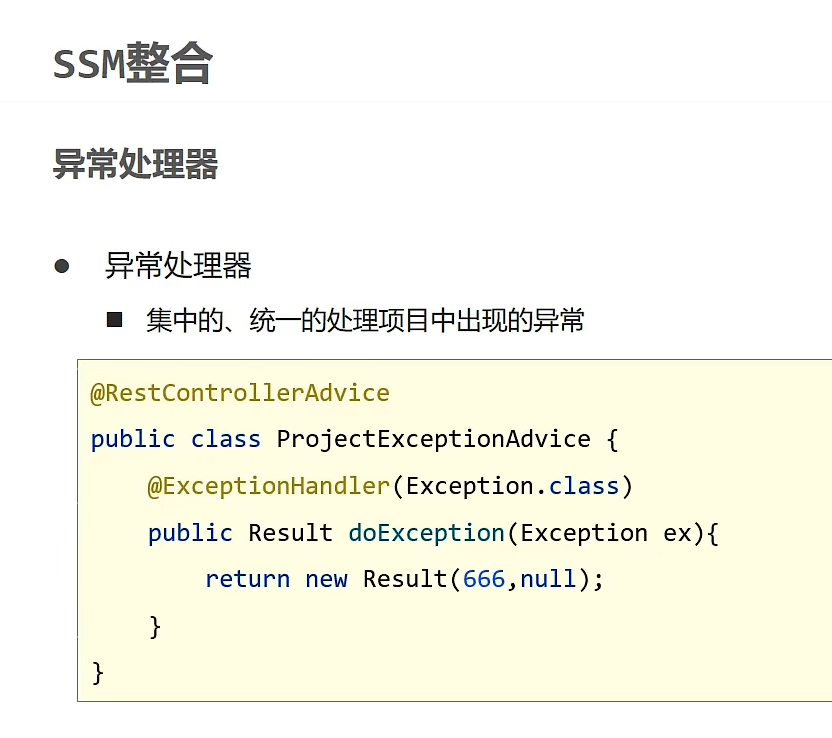 SSM整合
异常处理器
● 异常处理器
■ 集中的、统一的处理项目中出现的异常
@RestControllerAdvice
public class ProjectExceptionAdvice {
    @ExceptionHandler(Exception.class)
    public Result doException(Exception ex){
        return new Result(666,null);
    }
}